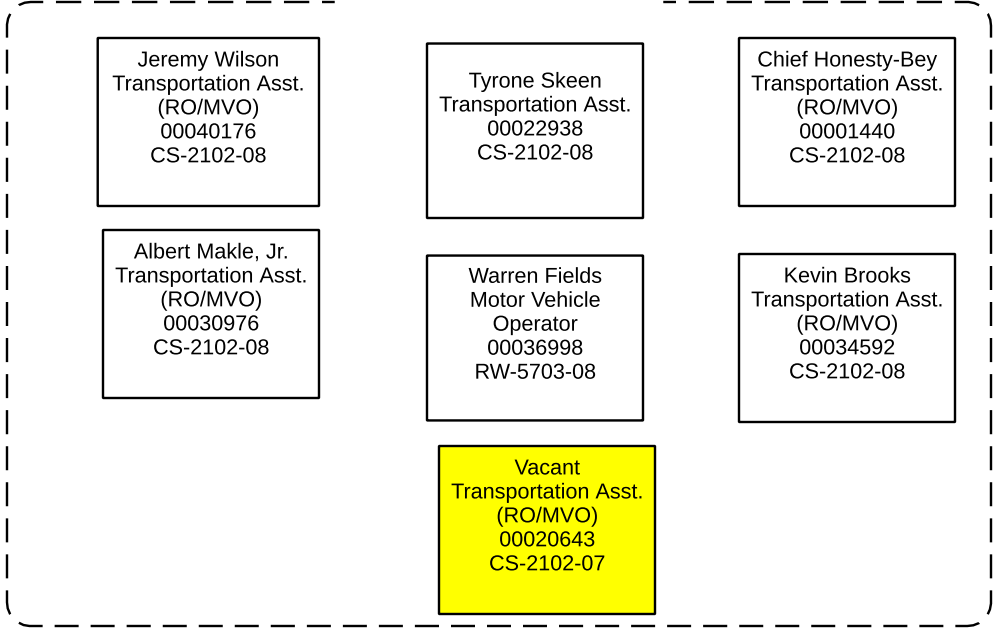 Jeremy Wilson
Transportation Asst.
(RO/MVO)
00040176
CS-2102-08
Tyrone Skeen
Transportation Asst.
00022938
CS-2102-08
Chief Honesty-Bey
Transportation Asst.
(RO/MVO)
00001440
CS-2102-08
Albert Makle, Jr.
Transportation Asst.
(RO/MVO)
00030976
CS-2102-08
Warren Fields
Motor Vehicle
Operator
00036998
RW-5703-08
Kevin Brooks
Transportation Asst.
(RO/MVO)
00034592
CS-2102-08
Vacant
Transportation Asst.
(RO/MVO)
00020643
CS-2102-07